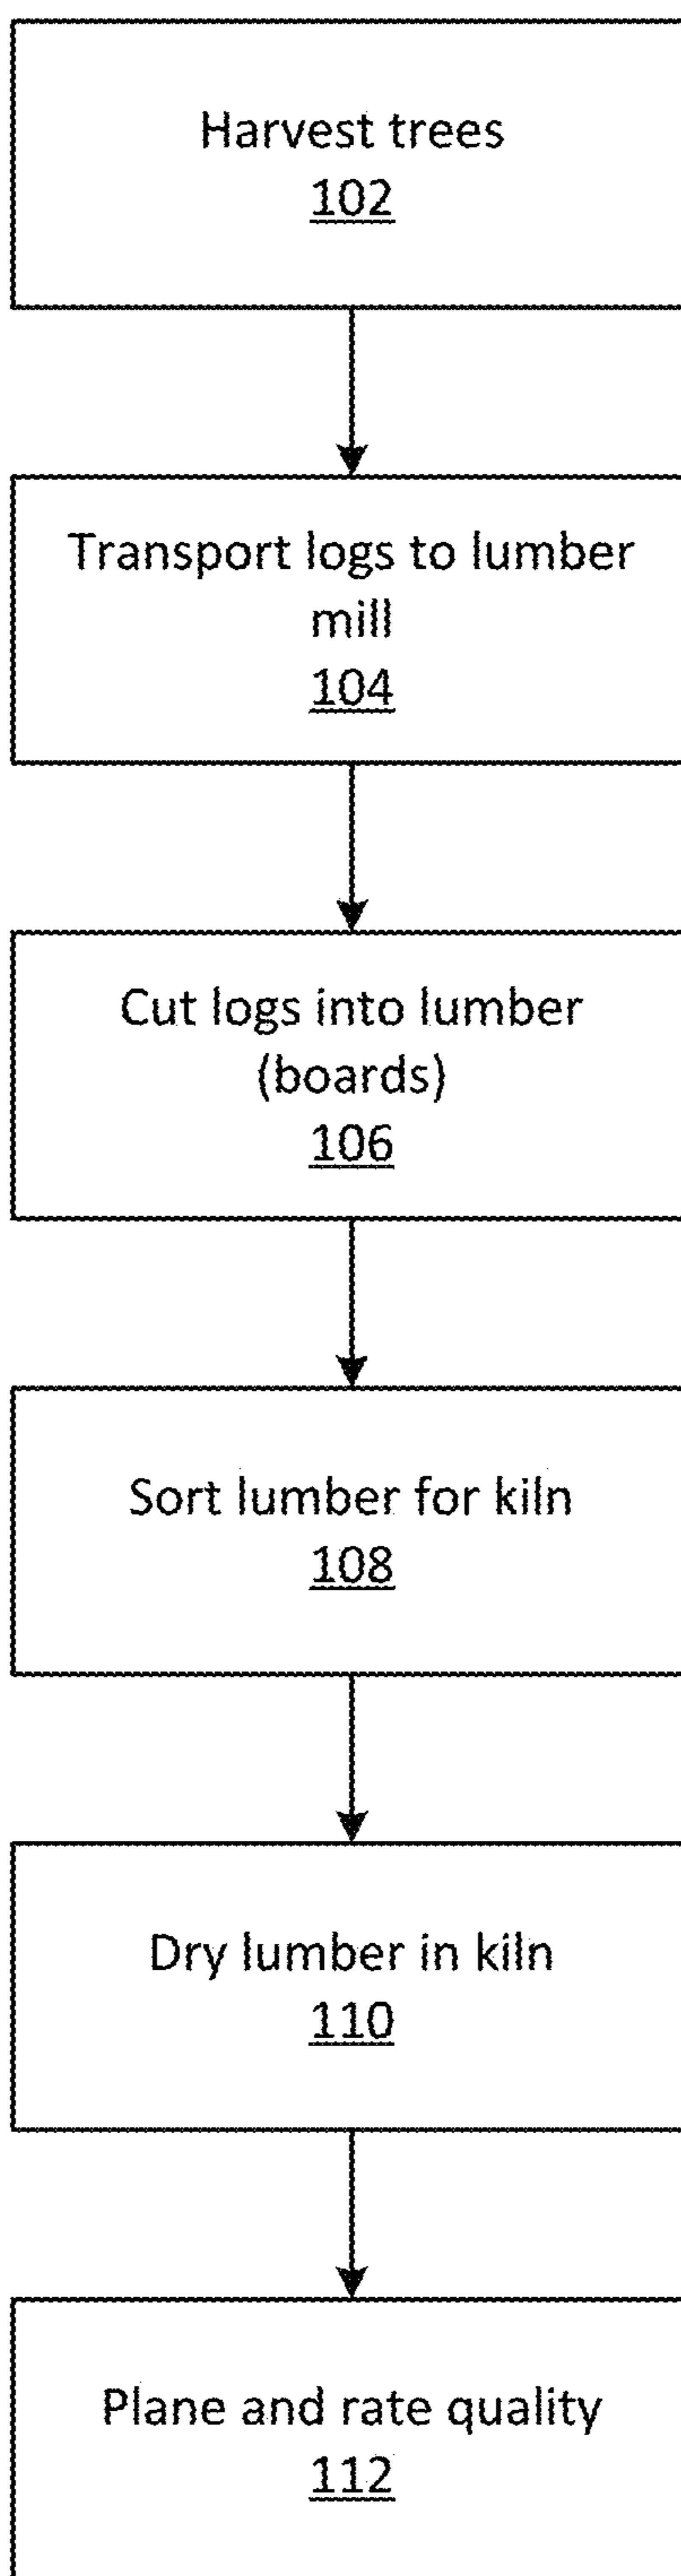 Harvest trees
102
Transport logs to lumber
mill
104
Cut logs into lumber
(boards)
106
Sort lumber for kiln
108
Dry lumber in kiln
110
Plane and rate quality
112